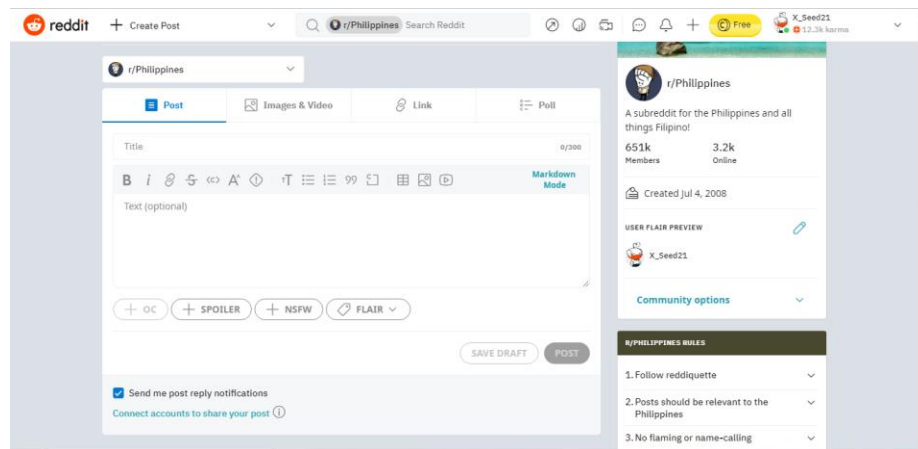 reddit
Create Post
r/Philippines Search Reddit
Free
X_Seed21
12.3k karma
r/Philippines
Post
Images & Video
Link
Poll
Title
0/300
Markdown Mode
Text (optional)
OC
SPOILER
NSFW
FLAIR
SAVE DRAFT
POST
Send me post reply notifications
Connect accounts to share your post
r/Philippines
A subreddit for the Philippines and all
things Filipino!
651k
3.2k
Members
Online
Created Jul 4, 2008
USER FLAIR PREVIEW
X_Seed21
Community options
R/PHILIPPINES RULES
1. Follow reddiquette
2. Posts should be relevant to the
Philippines
3. No flaming or name-calling